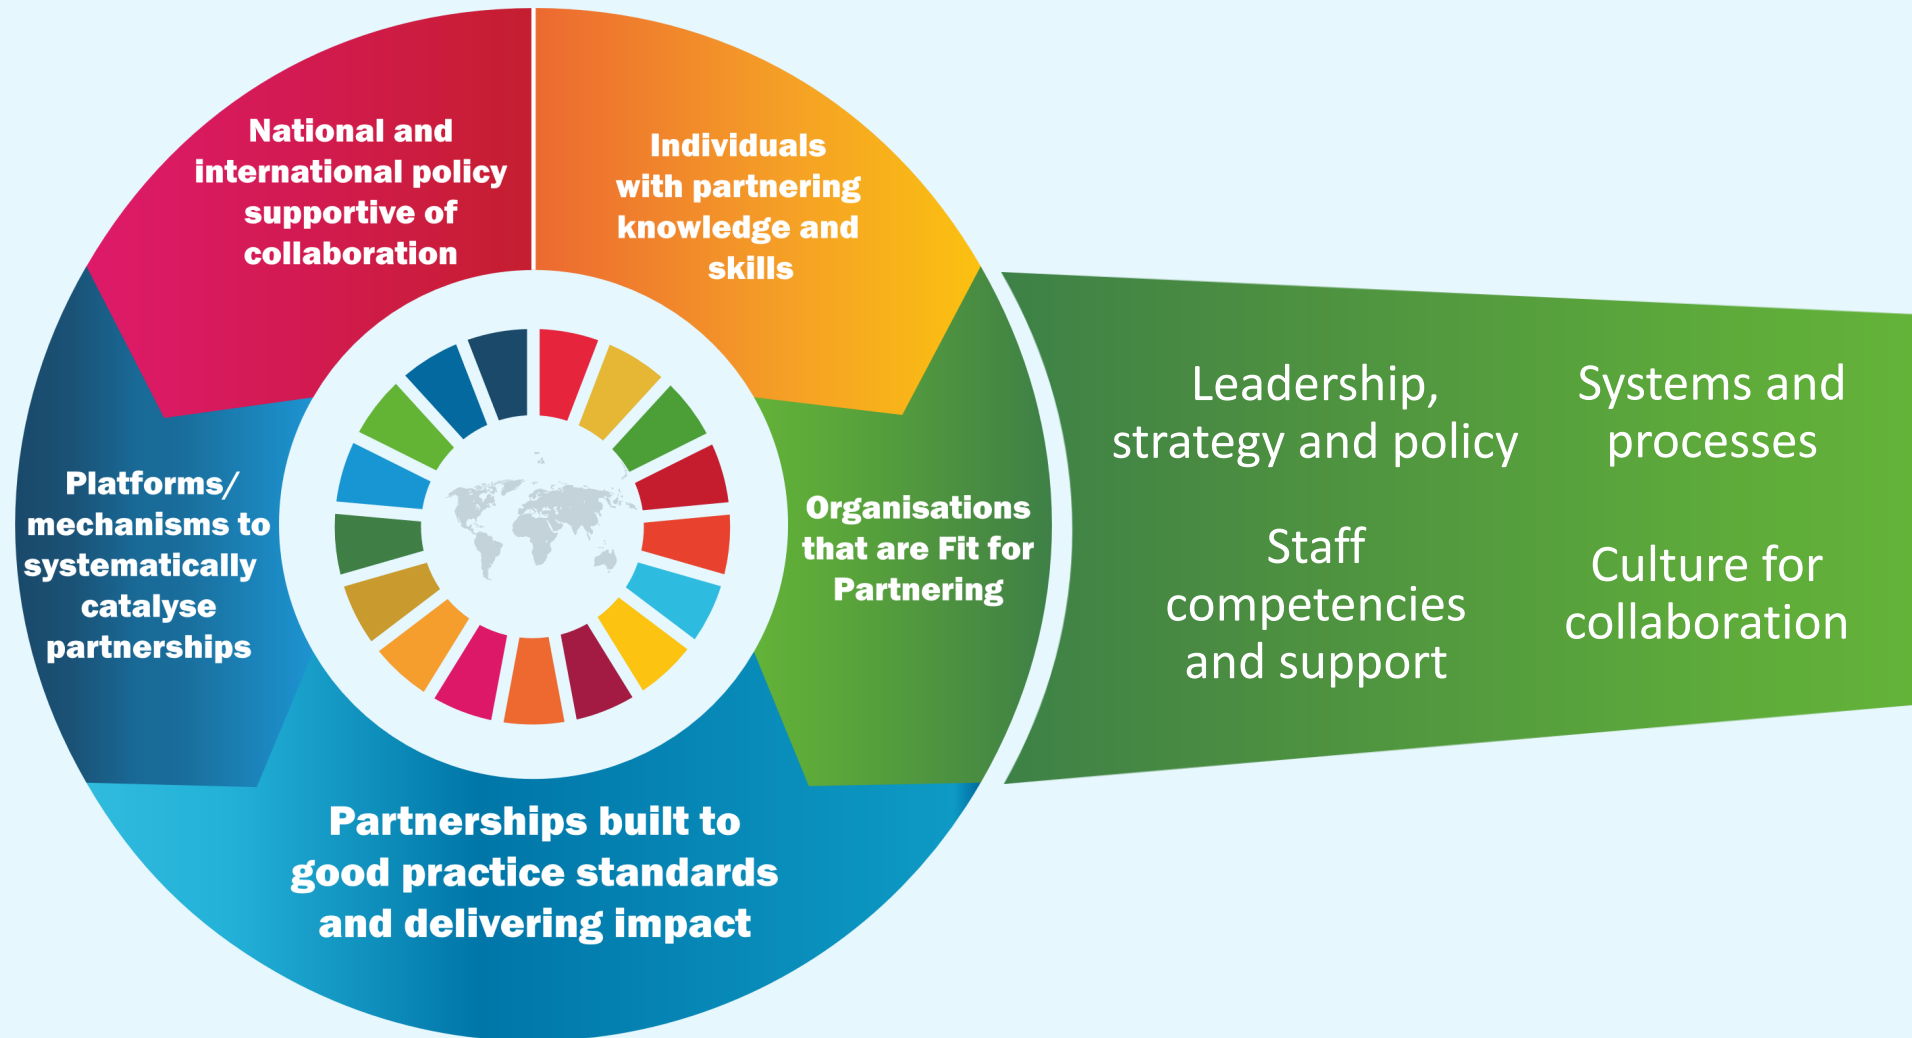 National and
international policy
supportive of
collaboration
Individuals
with partnering
knowledge and
skills
Organisations
that are Fit for
Partnering
Partnerships built to
good practice standards
and delivering impact
Platforms/
mechanisms to
systematically
catalyse
partnerships
Leadership,
strategy and policy
Systems and
processes
Staff
competencies
and support
Culture for
collaboration